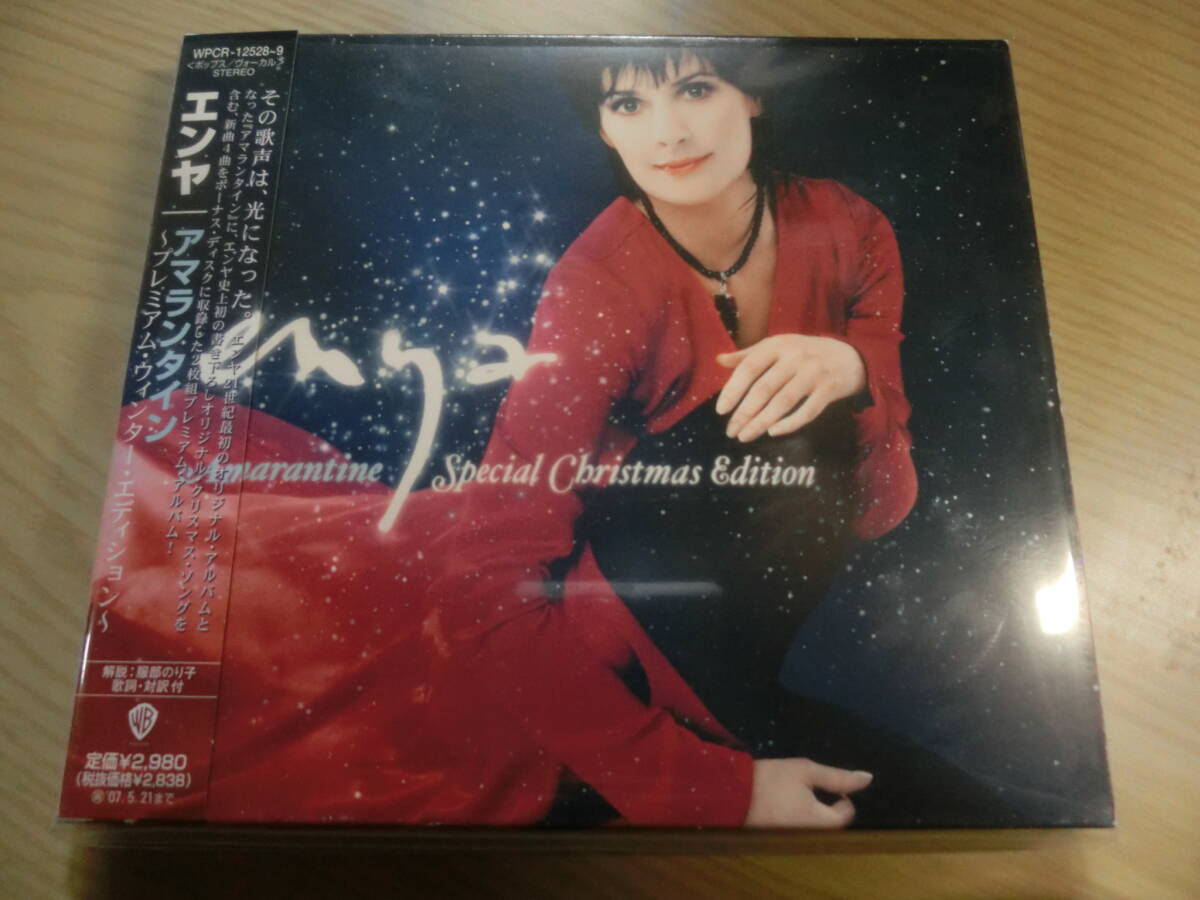 WPCR-12528~9
<ポップス/ヴォーカル>
STEREO
エンヤ
アマランタイン
~プレミアム・ウィンター・エディション~
その歌声は、光になった。
エンヤ21世紀最初のオリジナル・アルバムと
なった『アマランタイン』に、エンヤ史上初の書き下ろしオリジナル・クリスマス・ソングを
含む、新曲4曲をボーナス・ディスクに収録した2枚組プレミアム・アルバム!
解説:服部のり子
歌詞・対訳付
WB
定価¥2,980
(税抜価格¥2,838)
'07.5.21まで
enya
Amarantine Special Christmas Edition